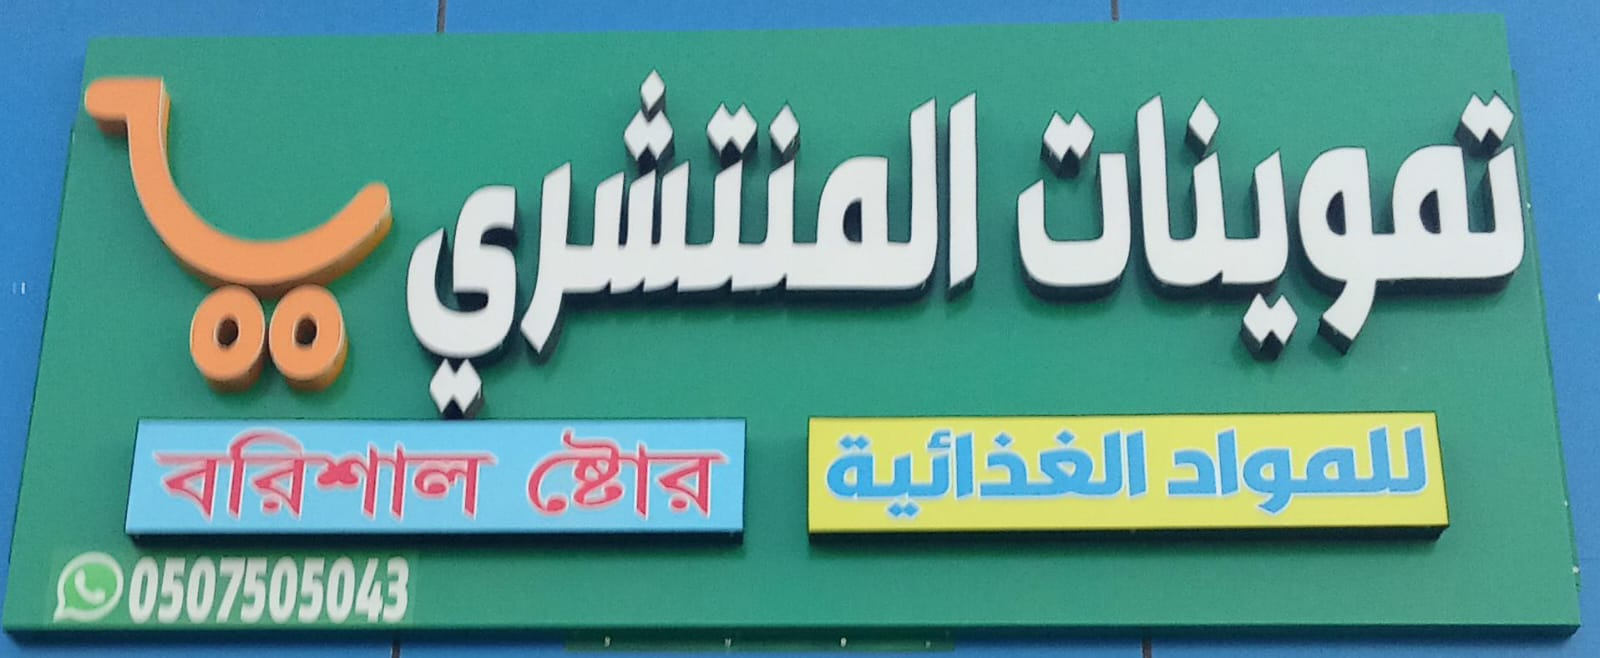 تموينات المنتشري
للمواد الغذائية
বরিশাল ষ্টোর
0507505043